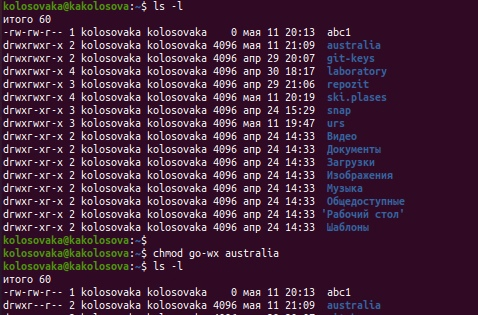 kolosovaka@kakolosova:~$ ls -l
итого 60
-rw-rw-r-- 1 kolosovaka kolosovaka    0 мая 11 20:13  abc1
drwxrwxr-x 2 kolosovaka kolosovaka 4096 мая 11 21:09  australia
drwxrwxr-x 2 kolosovaka kolosovaka 4096 апр 29 20:07  git-keys
drwxrwxr-x 4 kolosovaka kolosovaka 4096 апр 30 18:17  laboratory
drwxrwxr-x 3 kolosovaka kolosovaka 4096 апр 29 21:06  repozit
drwxrwxr-x 4 kolosovaka kolosovaka 4096 мая 11 20:19  ski.plases
drwxr-xr-x 3 kolosovaka kolosovaka 4096 апр 24 15:29  snap
drwxrwxr-x 3 kolosovaka kolosovaka 4096 мая 11 19:47  urs
drwxr-xr-x 2 kolosovaka kolosovaka 4096 апр 24 14:33  Видео
drwxr-xr-x 2 kolosovaka kolosovaka 4096 апр 24 14:33  Документы
drwxr-xr-x 2 kolosovaka kolosovaka 4096 апр 24 14:33  Загрузки
drwxr-xr-x 2 kolosovaka kolosovaka 4096 апр 24 14:33  Изображения
drwxr-xr-x 2 kolosovaka kolosovaka 4096 апр 24 14:33  Музыка
drwxr-xr-x 2 kolosovaka kolosovaka 4096 апр 24 14:33  Общедоступные
drwxr-xr-x 2 kolosovaka kolosovaka 4096 апр 24 14:33 'Рабочий стол'
drwxr-xr-x 2 kolosovaka kolosovaka 4096 апр 24 14:33  Шаблоны
kolosovaka@kakolosova:~$
kolosovaka@kakolosova:~$ chmod go-wx australia
kolosovaka@kakolosova:~$ ls -l
итого 60
-rw-rw-r-- 1 kolosovaka kolosovaka    0 мая 11 20:13  abc1
drwxr--r-- 2 kolosovaka kolosovaka 4096 мая 11 21:09  australia